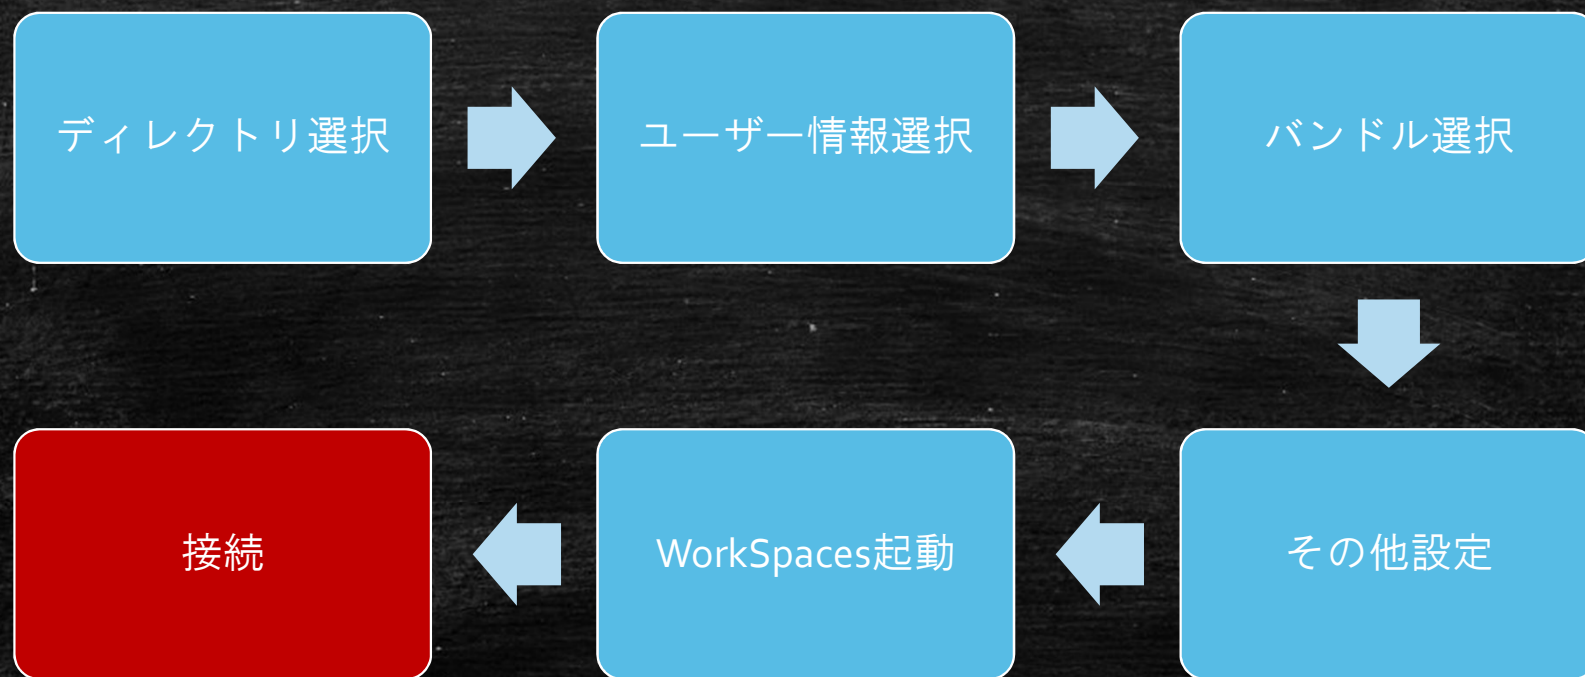 ディレクトリ選択
ユーザー情報選択
バンドル選択
その他設定
WorkSpaces起動
接続